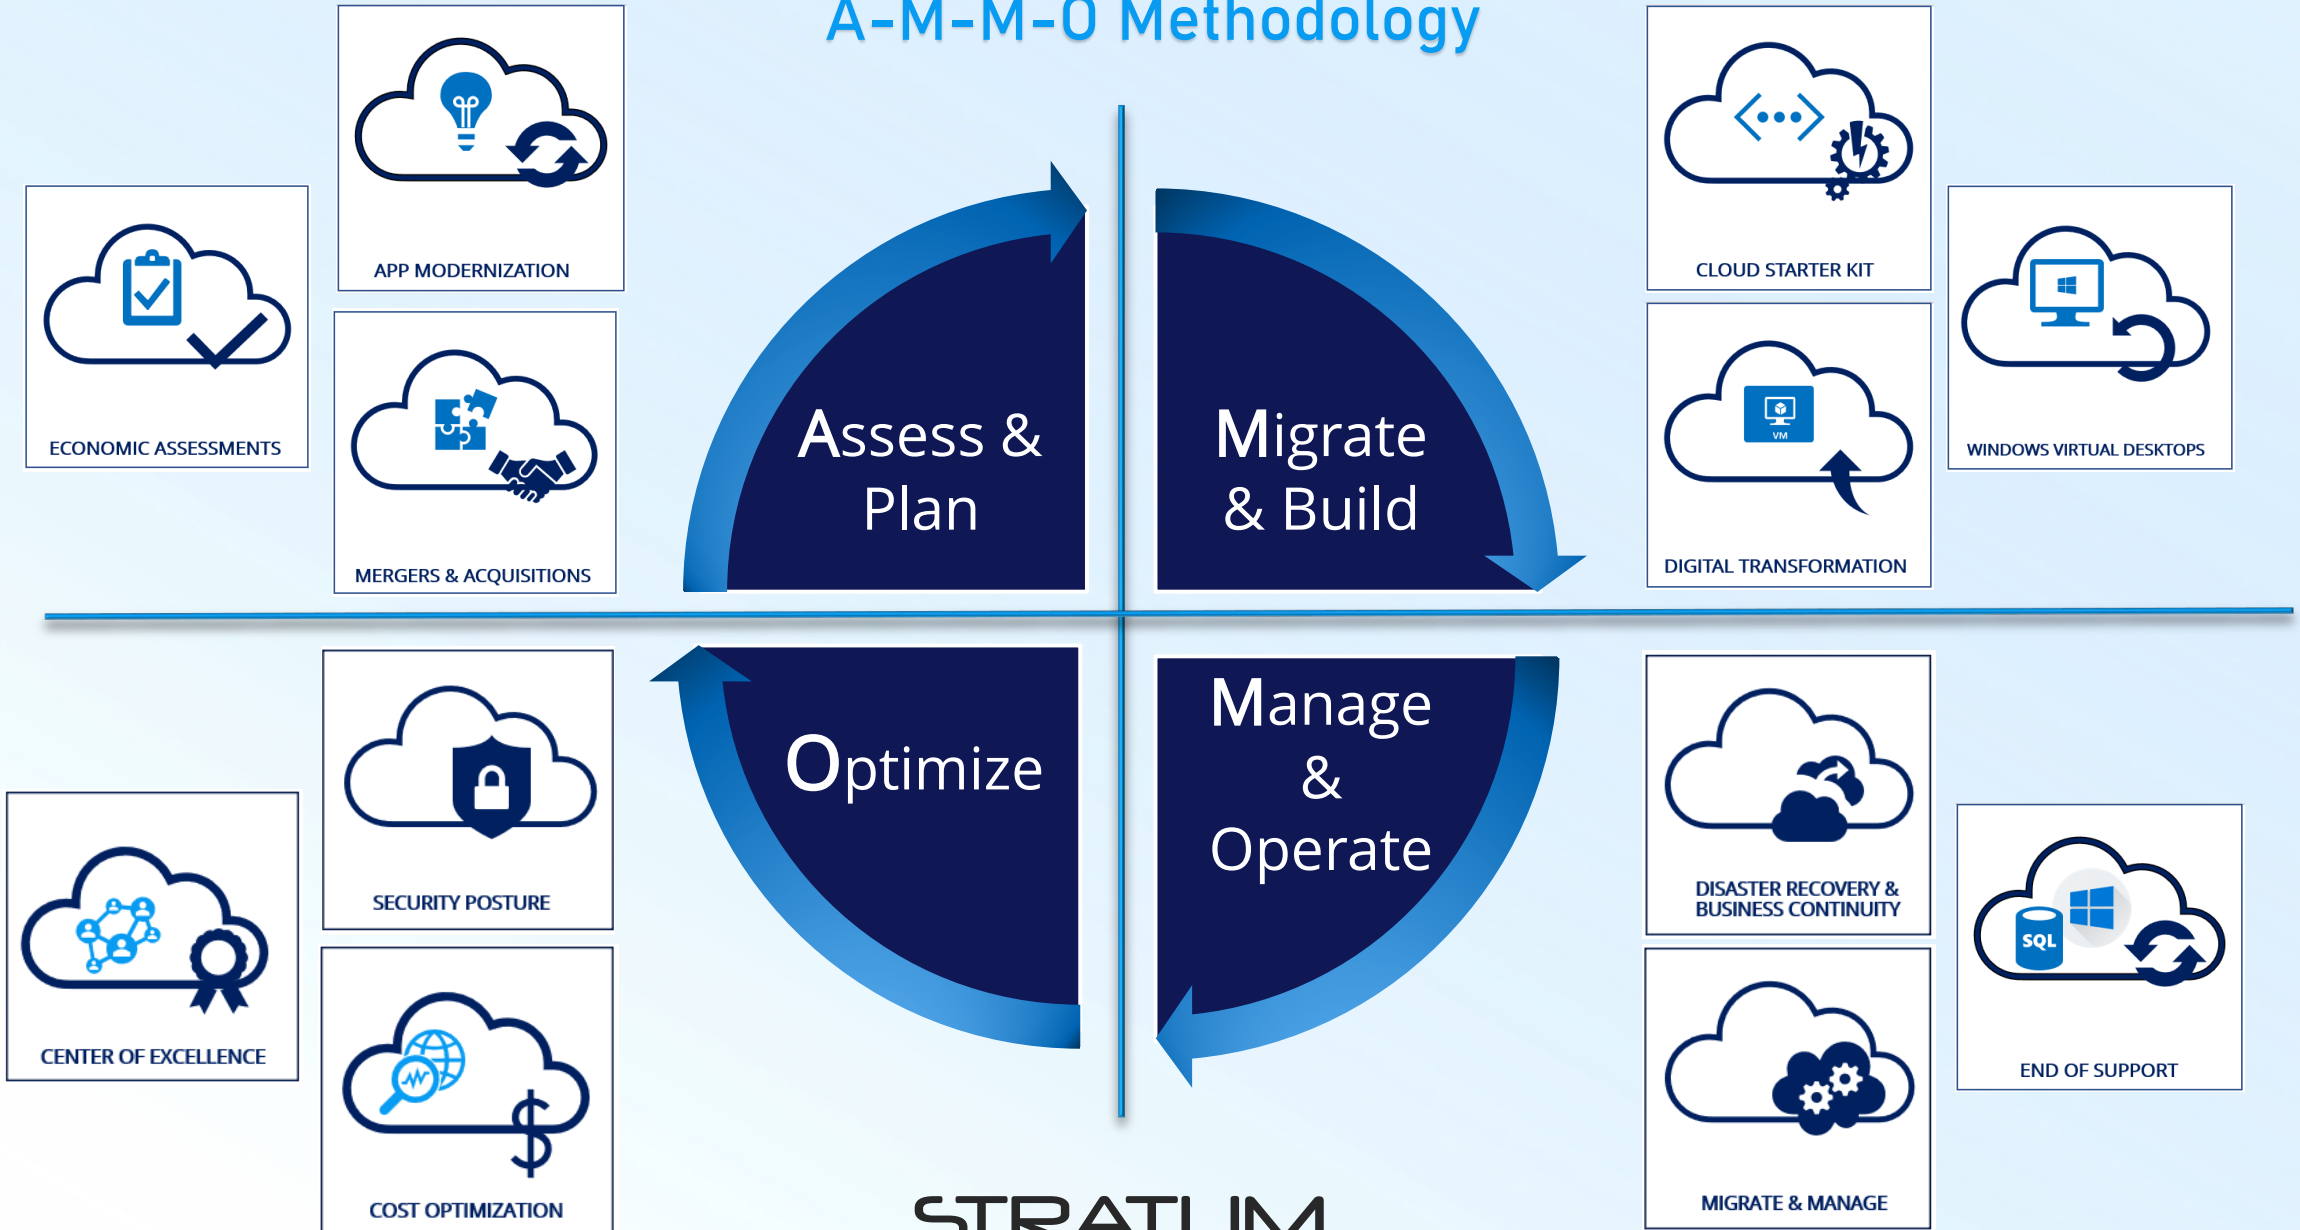 A-M-M-O Methodology
APP MODERNIZATION
ECONOMIC ASSESSMENTS
MERGERS & ACQUISITIONS
Assess &
Plan
Migrate
& Build
CLOUD STARTER KIT
WINDOWS VIRTUAL DESKTOPS
VM
DIGITAL TRANSFORMATION
SECURITY POSTURE
CENTER OF EXCELLENCE
COST OPTIMIZATION
Optimize
Manage
&
Operate
DISASTER RECOVERY &
BUSINESS CONTINUITY
SQL
END OF SUPPORT
MIGRATE & MANAGE
STRATUM